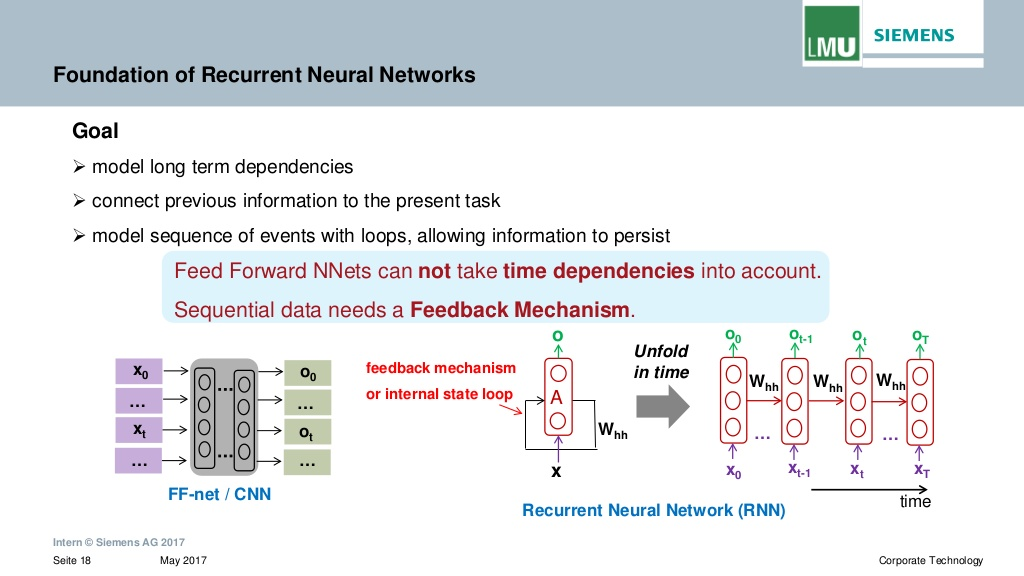 LMU
SIEMENS
Foundation of Recurrent Neural Networks
Goal
➢ model long term dependencies
➢ connect previous information to the present task
➢ model sequence of events with loops, allowing information to persist
Feed Forward NNets can not take time dependencies into account.
Sequential data needs a Feedback Mechanism.
x0
…
xt
…
…
…
o0
…
ot
…
FF-net / CNN
feedback mechanism
or internal state loop
o
A
Whh
x
Unfold
in time
o0 ot-1 ot oT
Whh Whh Whh
… …
x0 xt-1 xt xT
time
Recurrent Neural Network (RNN)
Intern © Siemens AG 2017
Seite 18 May 2017 Corporate Technology